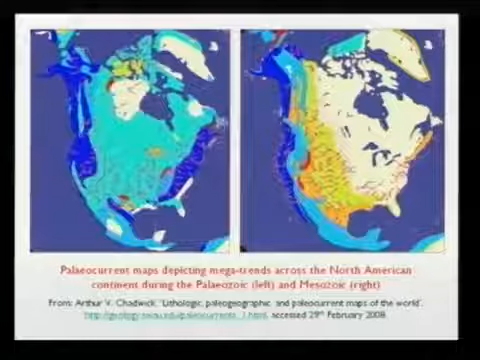 Palaeocurrent maps depicting mega-trends across the North American
continent during the Palaeozoic (left) and Mesozoic (right)
From: Arthur V. Chadwick, 'Lithologic, paleogeographic and paleocurrent maps of the world',
accessed 29th February 2008